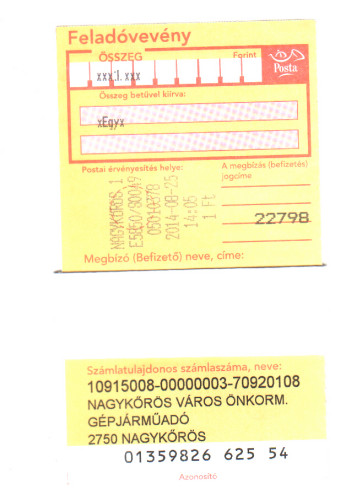 Feladóvevény
ÖSSZEG
Forint
xxx1.xxx
Posta
Összeg betűvel kiírva:
xEgyx
Postai érvényesítés helye:
A megbízás (befizetés)
jogcíme
NAGYKŐRÖS 1
05010378
2014-08-25
14:05
1 Ft
22798
Megbízó (Befizető) neve, címe:
Számlatulajdonos számlaszáma, neve:
10915008-00000003-70920108
NAGYKŐRÖS VÁROS ÖNKORM.
GÉPJÁRMŰADÓ
2750 NAGYKŐRÖS
01359826 625 54
Azonosító